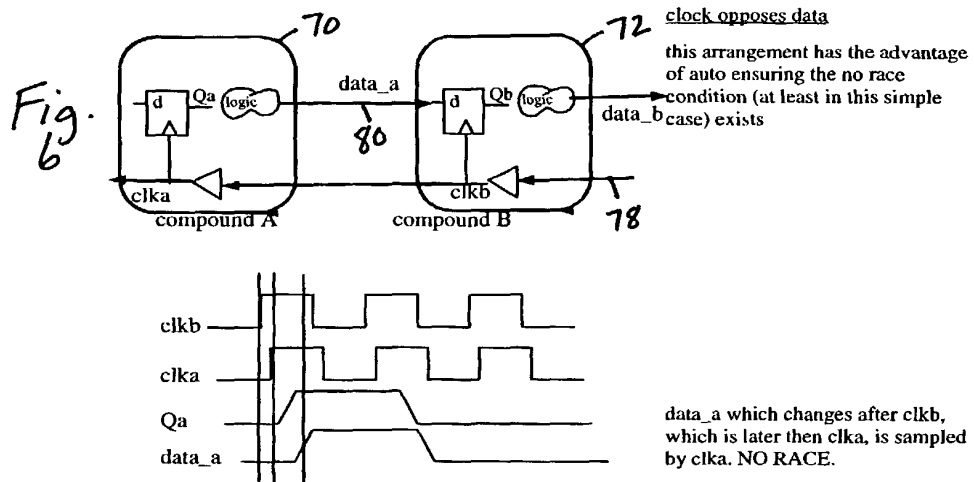 70
72
clock opposes data
this arrangement has the advantage
of auto ensuring the no race
condition (at least in this simple
case) exists
Fig.
6
d
Qa
logic
data_a
80
d
Qb
logic
data_b
clka
clkb
78
compound A
compound B
clkb
clka
Qa
data_a
data_a which changes after clkb,
which is later then clka, is sampled
by clka. NO RACE.